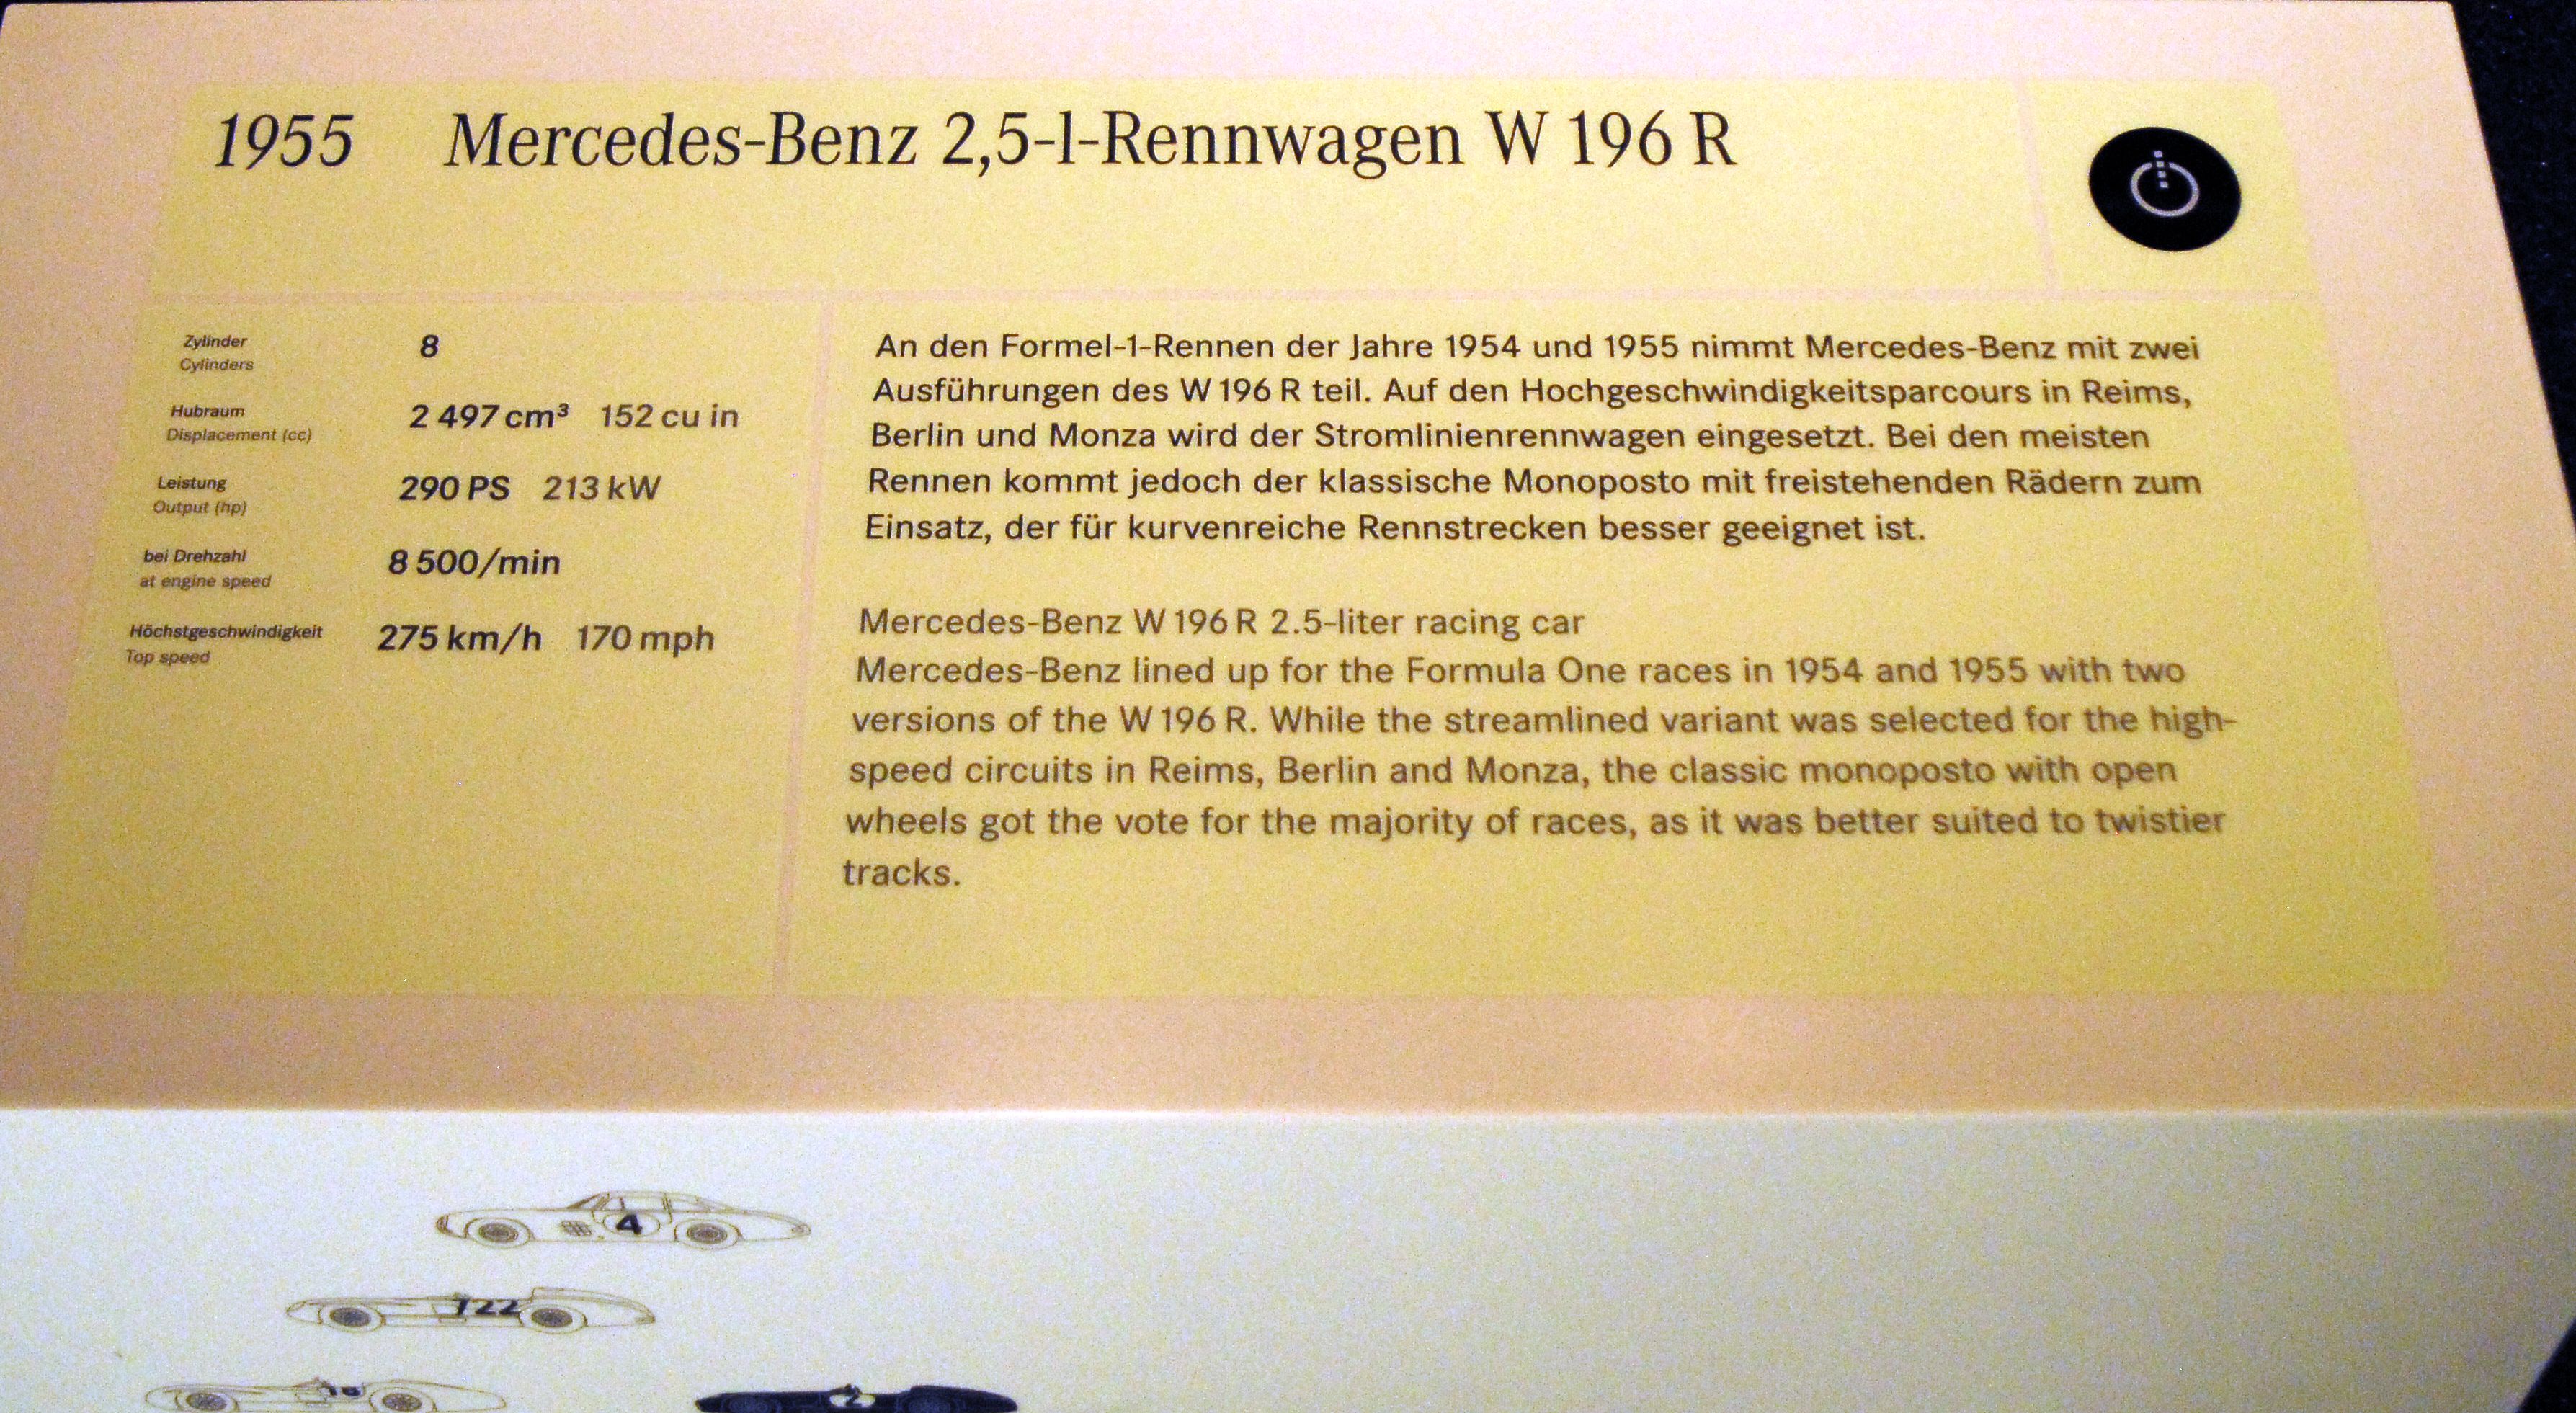 1955 Mercedes-Benz 2,5-l-Rennwagen W 196 R
Zylinder
Cylinders
8
Hubraum
Displacement (cc)
2 497 cm³ 152 cu in
Leistung
Output (hp)
290 PS 213 kW
bei Drehzahl
at engine speed
8 500/min
Höchstgeschwindigkeit
Top speed
275 km/h 170 mph
An den Formel-1-Rennen der Jahre 1954 und 1955 nimmt Mercedes-Benz mit zwei
Ausführungen des W 196 R teil. Auf den Hochgeschwindigkeitsparcours in Reims,
Berlin und Monza wird der Stromlinienrennwagen eingesetzt. Bei den meisten
Rennen kommt jedoch der klassische Monoposto mit freistehenden Rädern zum
Einsatz, der für kurvenreiche Rennstrecken besser geeignet ist.
Mercedes-Benz W 196 R 2.5-liter racing car
Mercedes-Benz lined up for the Formula One races in 1954 and 1955 with two
versions of the W 196 R. While the streamlined variant was selected for the high-
speed circuits in Reims, Berlin and Monza, the classic monoposto with open
wheels got the vote for the majority of races, as it was better suited to twistier
tracks.
4
722
2